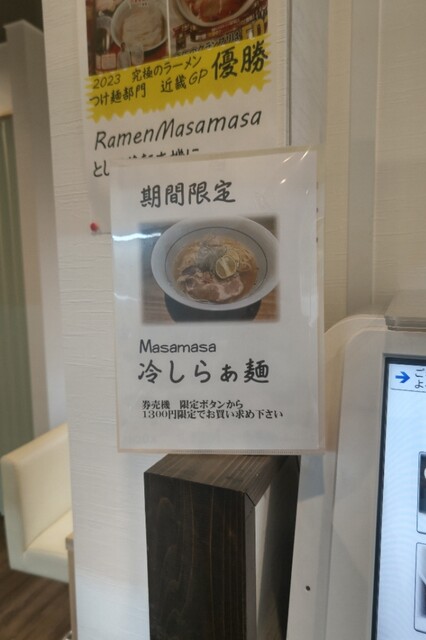 2023 究極のラーメン
つけ麺部門 近畿GP 優勝
RamenMasamasa
期間限定
Masamasa
冷しらぁ麺
券売機 限定ボタンから
1300円限定でお買い求め下さい